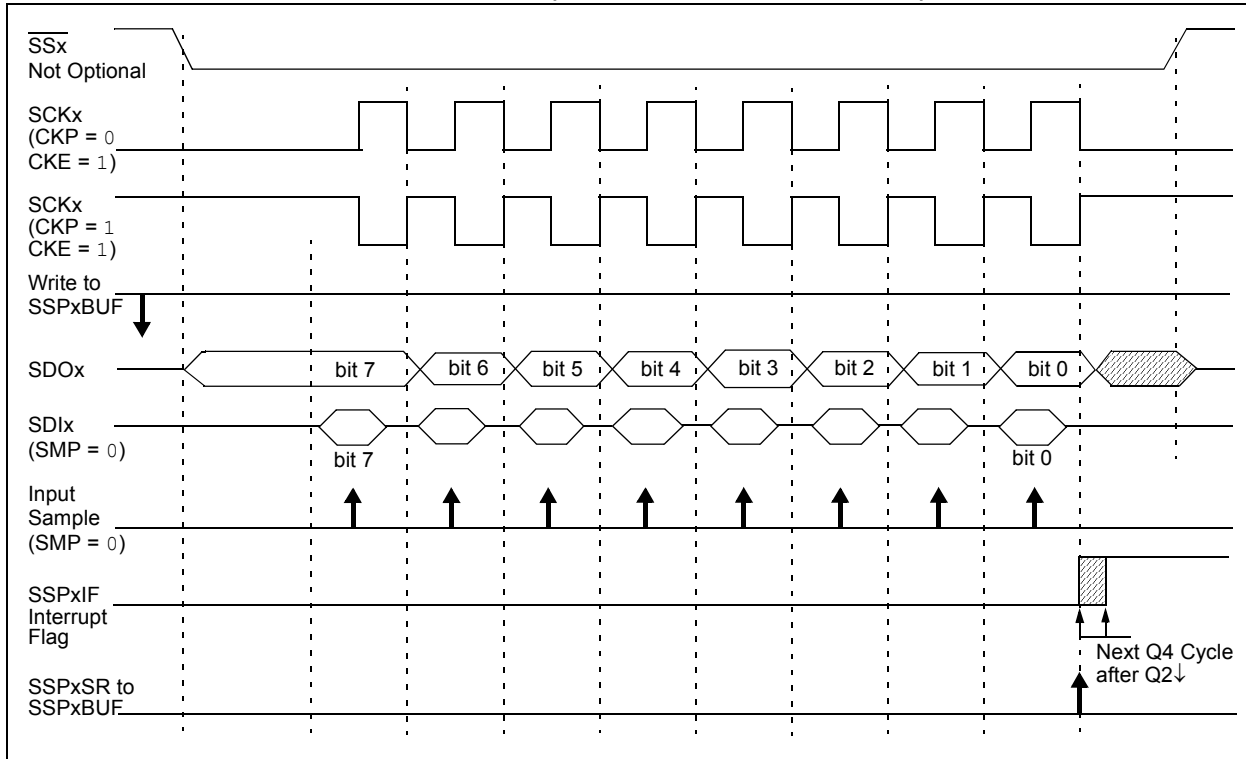 SSx
Not Optional
SCKx
(CKP = 0
CKE = 1)
SCKx
(CKP = 1
CKE = 1)
Write to
SSPxBUF
SDOx
bit 7
bit 6
bit 5
bit 4
bit 3
bit 2
bit 1
bit 0
SDIx
(SMP = 0)
bit 7
bit 0
Input
Sample
(SMP = 0)
SSPxIF
Interrupt
Flag
Next Q4 Cycle
after Q2↓
SSPxSR to
SSPxBUF